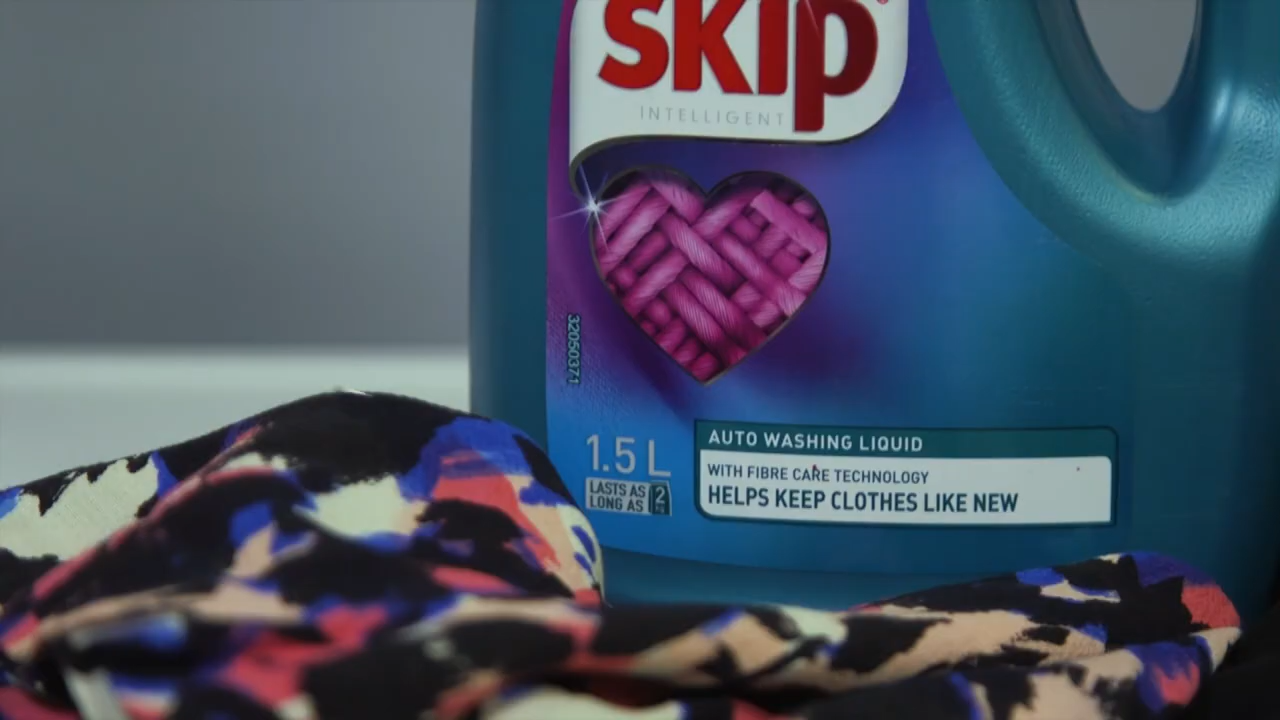 SKIP
INTELLIGENT
32050371
1.5 L
LASTS AS
LONG AS 2
AUTO WASHING LIQUID
WITH FIBRE CARE TECHNOLOGY
HELPS KEEP CLOTHES LIKE NEW